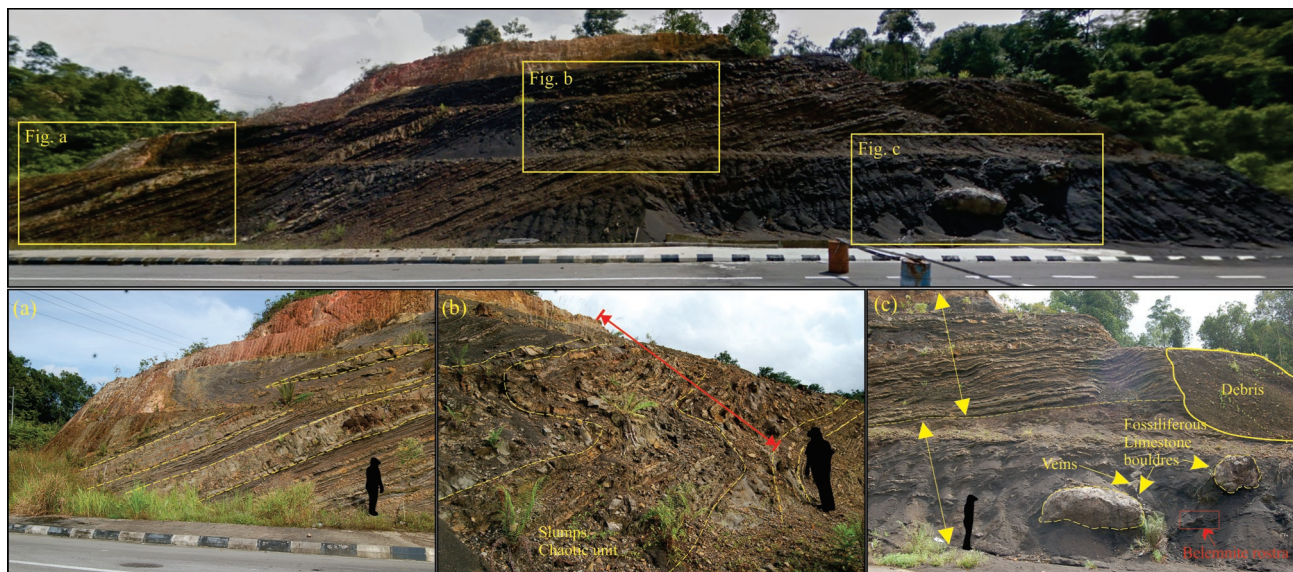 Fig. a
Fig. b
Fig. c
(a)
(b)
Slumps/
Chaotic unit
(c)
Debris
Fossiliferous
Limestone
bouldres
Veins
Belemnite rostra